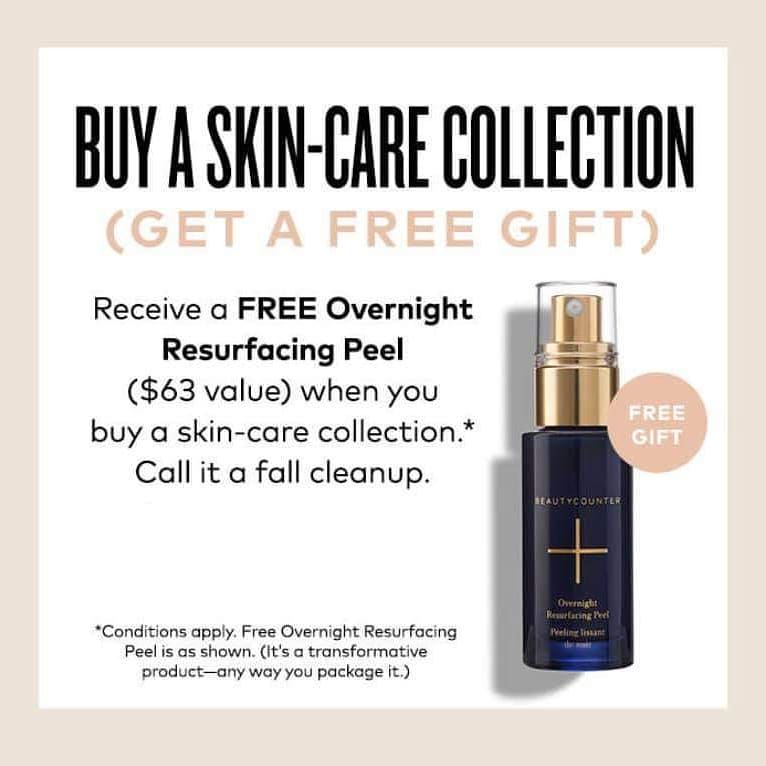 BUY A SKIN-CARE COLLECTION
(GET A FREE GIFT)
Receive a FREE Overnight
Resurfacing Peel
($63 value) when you
buy a skin-care collection.*
Call it a fall cleanup.
FREE
GIFT
BEAUTYCOUNTER
Overnight
Resurfacing Peel
Peeling lissant
de nuit
*Conditions apply. Free Overnight Resurfacing
Peel is as shown. (It's a transformative
product—any way you package it.)